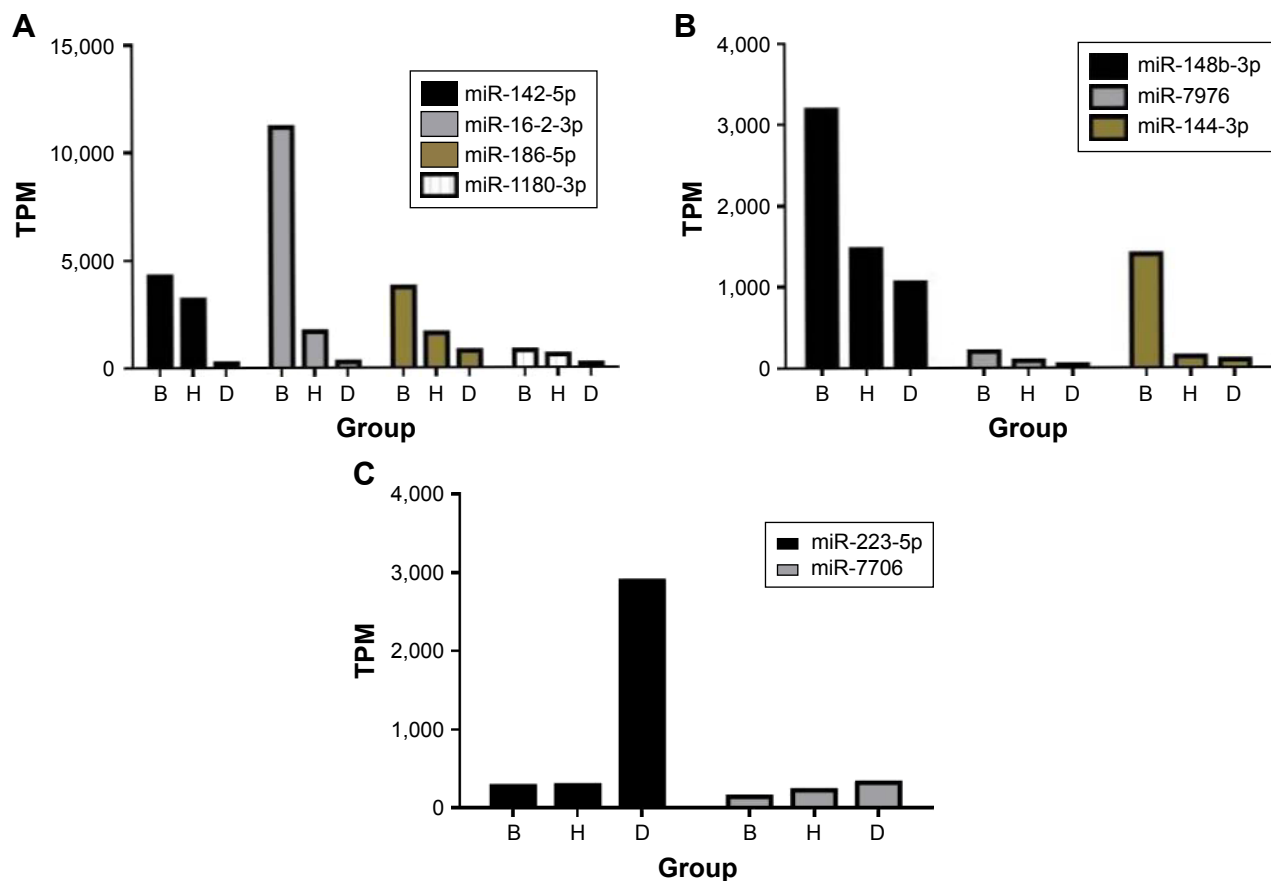 A
15,000
10,000
5,000
0
TPM
miR-142-5p
miR-16-2-3p
miR-186-5p
miR-1180-3p
B H D B H D B H D B H D
Group
B
4,000
3,000
2,000
1,000
0
TPM
miR-148b-3p
miR-7976
miR-144-3p
B H D B H D B H D
Group
C
4,000
3,000
2,000
1,000
0
TPM
miR-223-5p
miR-7706
B H D B H D
Group